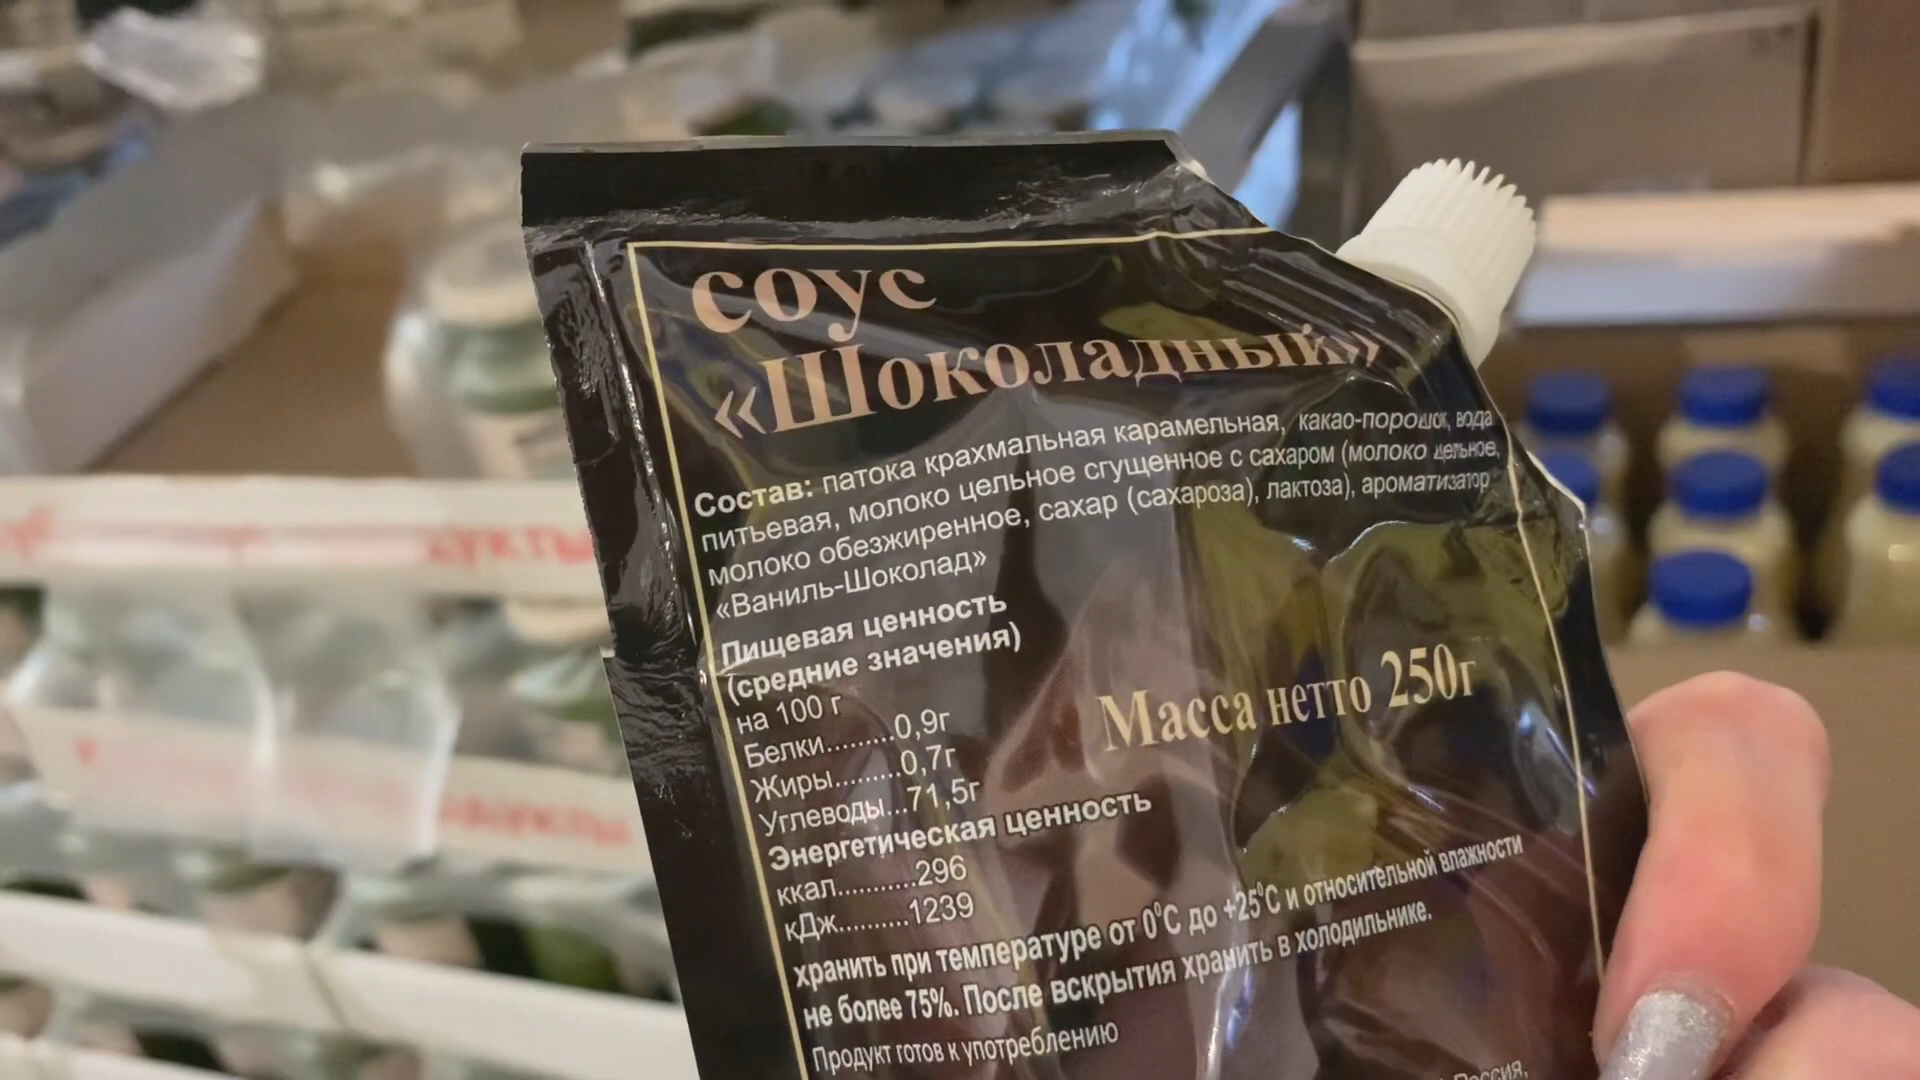 соус
«Шоколадный»
Состав: патока крахмальная карамельная, какао-порошок, вода
питьевая, молоко цельное сгущенное с сахаром (молоко цельное,
молоко обезжиренное, сахар (сахароза), лактоза), ароматизатор
«Ваниль-Шоколад»
Пищевая ценность
(средние значения)
на 100 г
Белки.........0,9г
Жиры.........0,7г
Углеводы...71,5г
Масса нетто 250г
Энергетическая ценность
ккал...........296
кДж..........1239
хранить при температуре от 0⁰С до +25⁰С и относительной влажности
не более 75%. После вскрытия хранить в холодильнике.
Продукт готов к употреблению
Россия,